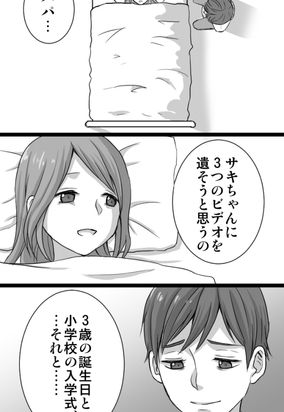 パ…
サキちゃんに
3つのビデオを
遺そうと思うの
3歳の誕生日と
小学校の入学式、
…それと……